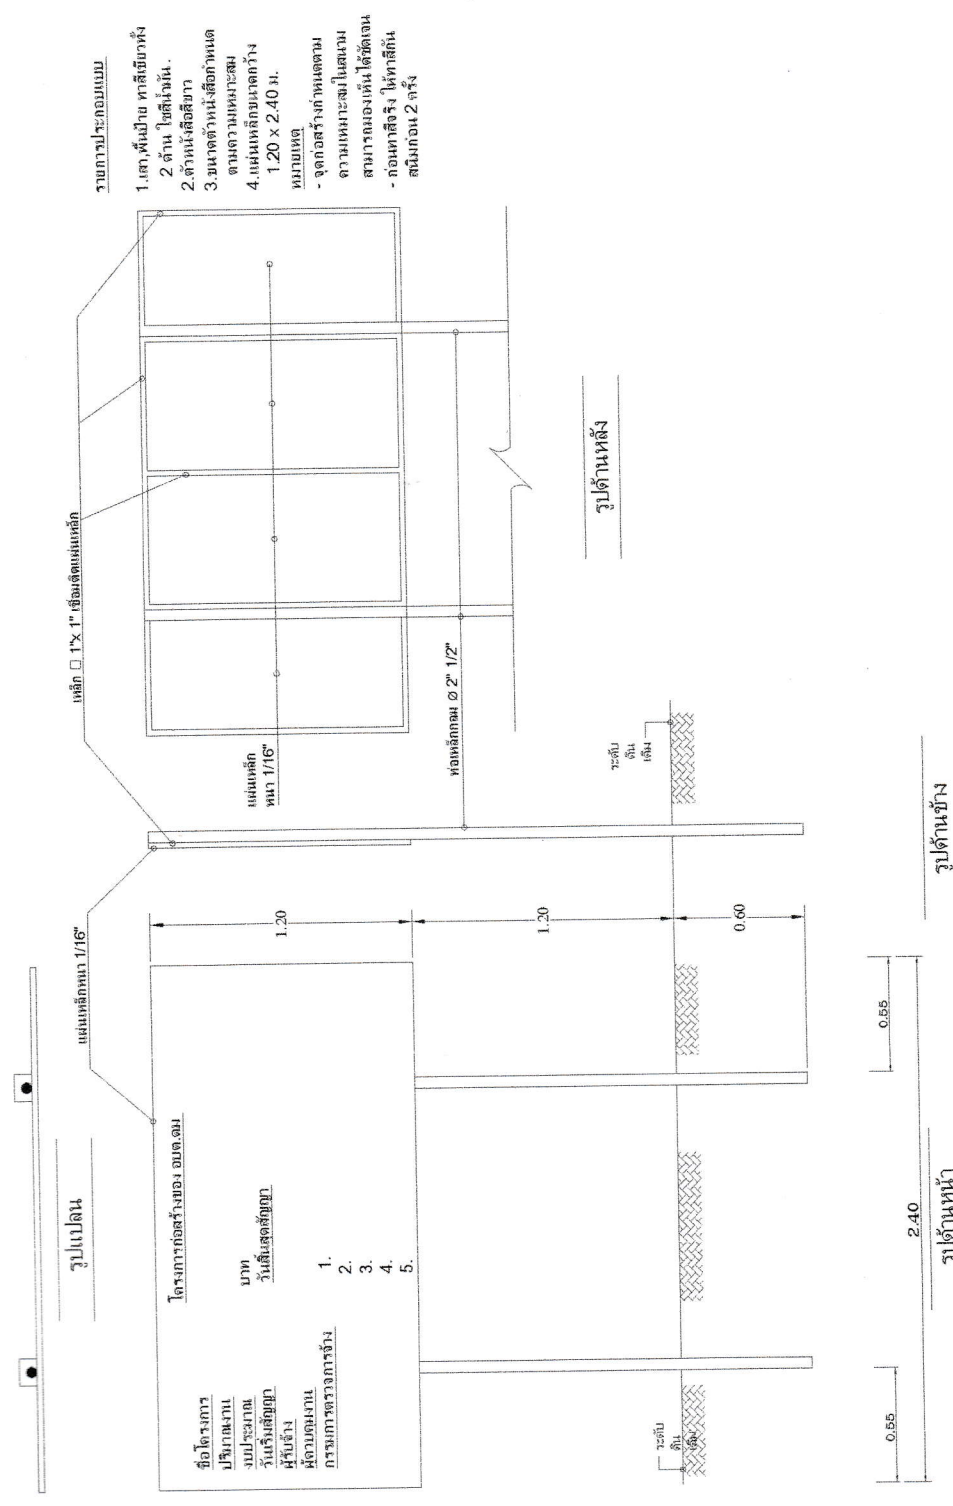 รูปแปลน
แผ่นเหล็กหนา 1/16"
เหล็ก □ 1"x 1" เชื่อมติดแผ่นเหล็ก
โครงการก่อสร้างของ อบต.ดม
ชื่อโครงการ
ปริมาณงาน
งบประมาณ บาท
วันเริ่มสัญญา วันสิ้นสุดสัญญา
ผู้รับจ้าง
ผู้ควบคุมงาน
กรรมการตรวจการจ้าง 1.
2.
3.
4.
5.
1.20
1.20
0.60
ระดับ
ดิน
เดิม
0.55
0.55
2.40
รูปด้านหน้า
แผ่นเหล็ก
หนา 1/16"
ท่อเหล็กกลม Ø 2" 1/2"
ระดับ
ดิน
เดิม
รูปด้านข้าง
รูปด้านหลัง
รายการประกอบแบบ
1.เสา,พื้นป้าย ทาสีเขียวทั้ง
2 ด้าน ใช้สีน้ำมัน.
2.ตัวหนังสือสีขาว
3.ขนาดตัวหนังสือกำหนด
ตามความเหมาะสม
4.แผ่นเหล็กขนาดกว้าง
1.20 x 2.40 ม.
หมายเหตุ
- จุดก่อสร้างกำหนดตาม
ความเหมาะสมในสนาม
สามารถมองเห็นได้ชัดเจน
- ก่อนทาสีจริง ให้ทาสีกัน
สนิมก่อน 2 ครั้ง